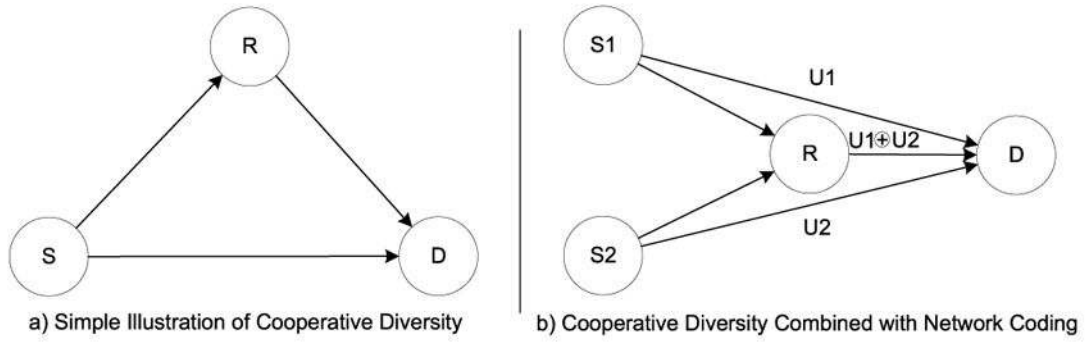 R
S
D
a) Simple Illustration of Cooperative Diversity
S1
U1
R
U1⊕U2
D
U2
S2
b) Cooperative Diversity Combined with Network Coding